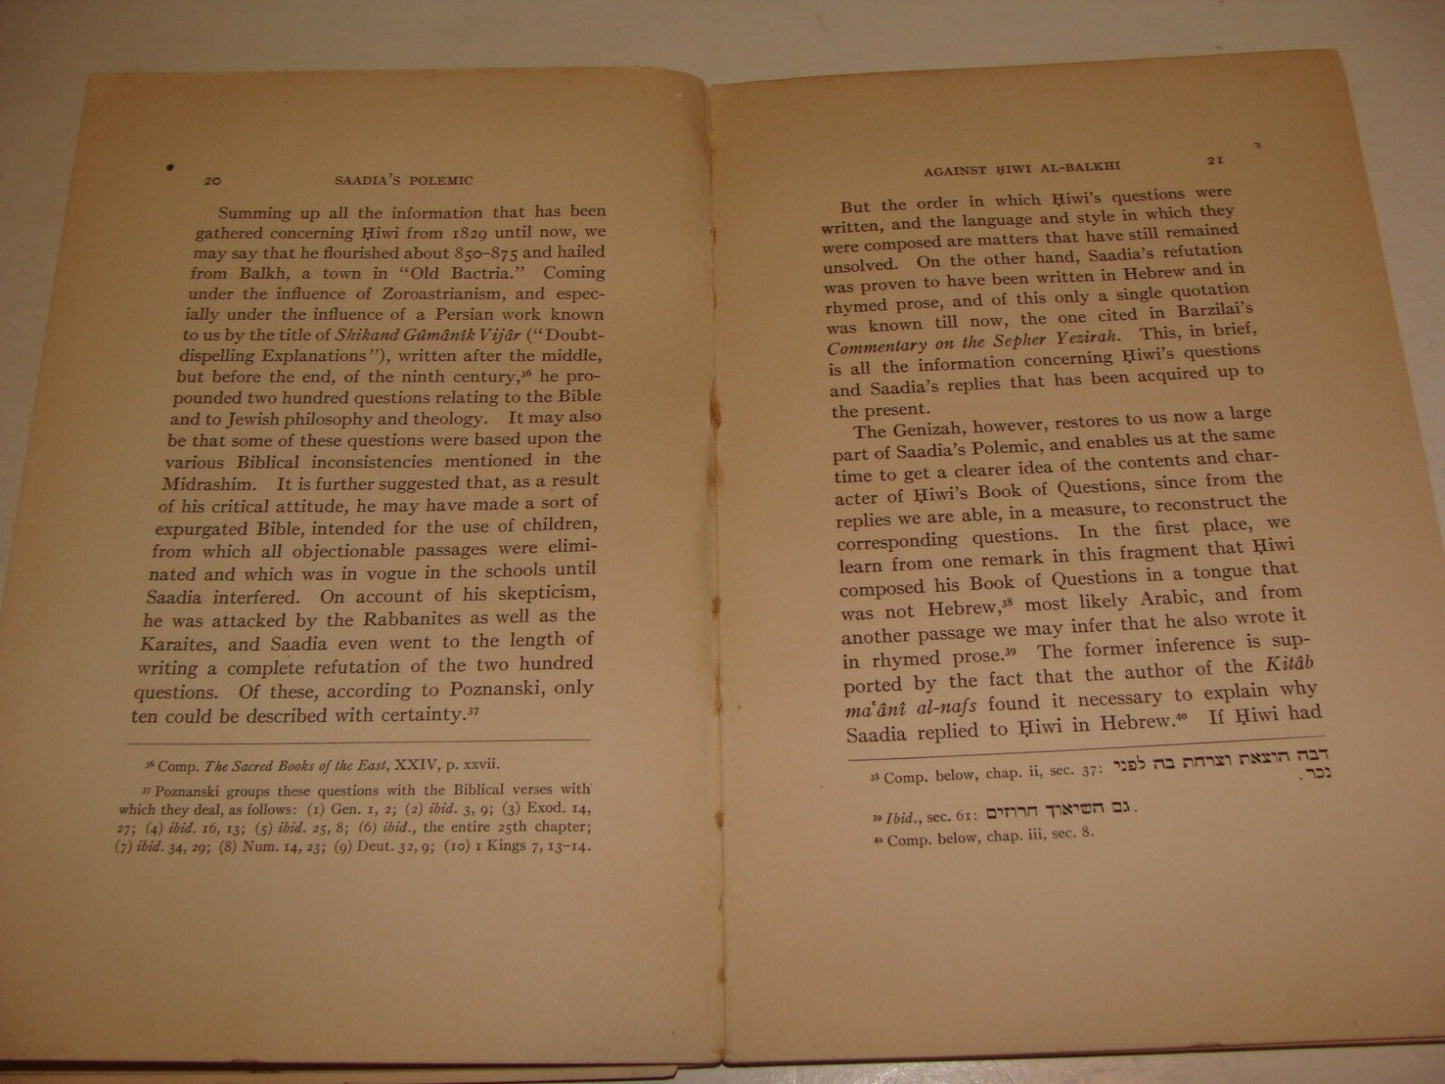 20 SAADIA'S POLEMIC
Summing up all the information that has been
gathered concerning Ḥiwi from 1829 until now, we
may say that he flourished about 850–875 and hailed
from Balkh, a town in “Old Bactria.” Coming
under the influence of Zoroastrianism, and espec-
ially under the influence of a Persian work known
to us by the title of Shikand Gûmânîk Vijâr (“Doubt-
dispelling Explanations”), written after the middle,
but before the end, of the ninth century,³⁶ he pro-
pounded two hundred questions relating to the Bible
and to Jewish philosophy and theology. It may also
be that some of these questions were based upon the
various Biblical inconsistencies mentioned in the
Midrashim. It is further suggested that, as a result
of his critical attitude, he may have made a sort of
expurgated Bible, intended for the use of children,
from which all objectionable passages were elimi-
nated and which was in vogue in the schools until
Saadia interfered. On account of his skepticism,
he was attacked by the Rabbanites as well as the
Karaites, and Saadia even went to the length of
writing a complete refutation of the two hundred
questions. Of these, according to Poznanski, only
ten could be described with certainty.³⁷
³⁶ Comp. The Sacred Books of the East, XXIV, p. xxvii.
³⁷ Poznanski groups these questions with the Biblical verses with
which they deal, as follows: (1) Gen. 1, 2; (2) ibid. 3, 9; (3) Exod. 14,
27; (4) ibid. 16, 13; (5) ibid. 25, 8; (6) ibid., the entire 25th chapter;
(7) ibid. 34, 29; (8) Num. 14, 23; (9) Deut. 32, 9; (10) 1 Kings 7, 13–14.
AGAINST ḤIWI AL-BALKHI 21
But the order in which Ḥiwi's questions were
written, and the language and style in which they
were composed are matters that have still remained
unsolved. On the other hand, Saadia's refutation
was proven to have been written in Hebrew and in
rhymed prose, and of this only a single quotation
was known till now, the one cited in Barzilai's
Commentary on the Sepher Yezirah. This, in brief,
is all the information concerning Ḥiwi's questions
and Saadia's replies that has been acquired up to
the present.
The Genizah, however, restores to us now a large
part of Saadia's Polemic, and enables us at the same
time to get a clearer idea of the contents and char-
acter of Ḥiwi's Book of Questions, since from the
replies we are able, in a measure, to reconstruct the
corresponding questions. In the first place, we
learn from one remark in this fragment that Ḥiwi
composed his Book of Questions in a tongue that
was not Hebrew,³⁸ most likely Arabic, and from
another passage we may infer that he also wrote it
in rhymed prose.³⁹ The former inference is sup-
ported by the fact that the author of the Kitâb
maʿânî al-nafs found it necessary to explain why
Saadia replied to Ḥiwi in Hebrew.⁴⁰ If Ḥiwi had
³⁸ Comp. below, chap. ii, sec. 37: דבה הוצאת וצרחת בה לפני
נכר.
³⁹ Ibid., sec. 61: גם השיאוך חרוזים.
⁴⁰ Comp. below, chap. iii, sec. 8.